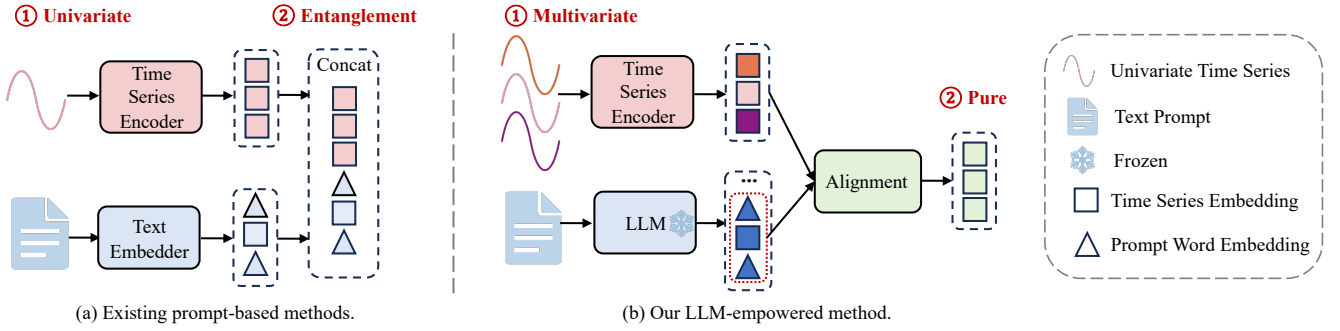 ① Univariate
② Entanglement
Time
Series
Encoder
Concat
Text
Embedder
(a) Existing prompt-based methods.
① Multivariate
Time
Series
Encoder
② Pure
...
LLM
Alignment
(b) Our LLM-empowered method.
Univariate Time Series
Text Prompt
Frozen
Time Series Embedding
Prompt Word Embedding